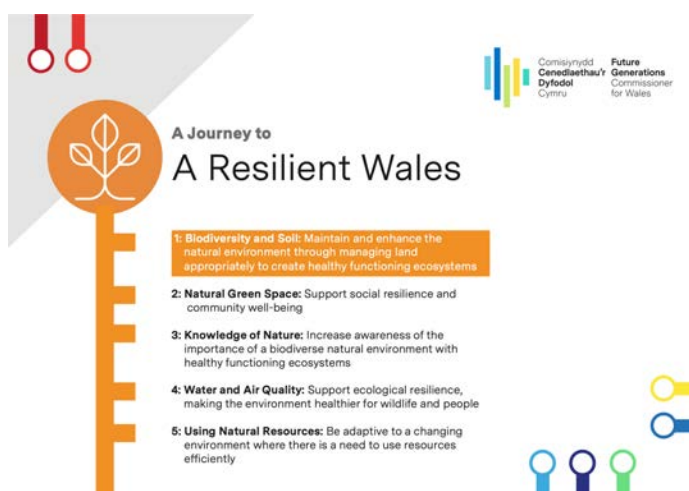 Comisiynydd
Cenedlaethau'r
Dyfodol
Cymru
Future
Generations
Commissioner
for Wales
A Journey to
A Resilient Wales
1: Biodiversity and Soil: Maintain and enhance the
natural environment through managing land
appropriately to create healthy functioning ecosystems
2: Natural Green Space: Support social resilience and
community well-being
3: Knowledge of Nature: Increase awareness of the
importance of a biodiverse natural environment with
healthy functioning ecosystems
4: Water and Air Quality: Support ecological resilience,
making the environment healthier for wildlife and people
5: Using Natural Resources: Be adaptive to a changing
environment where there is a need to use resources
efficiently